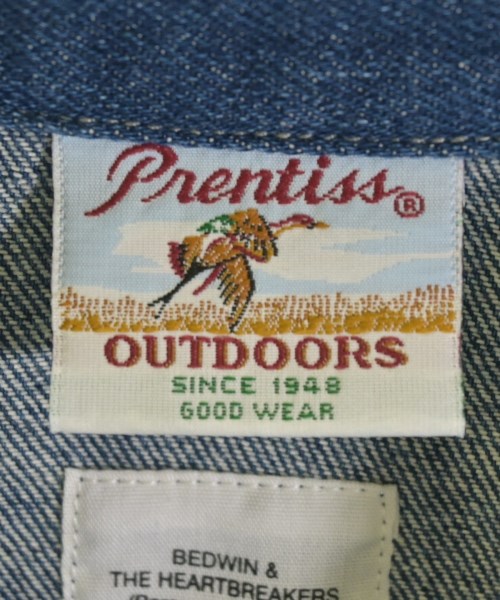 Prentiss®
OUTDOORS
SINCE 1948
GOOD WEAR
BEDWIN &
THE HEARTBREAKERS